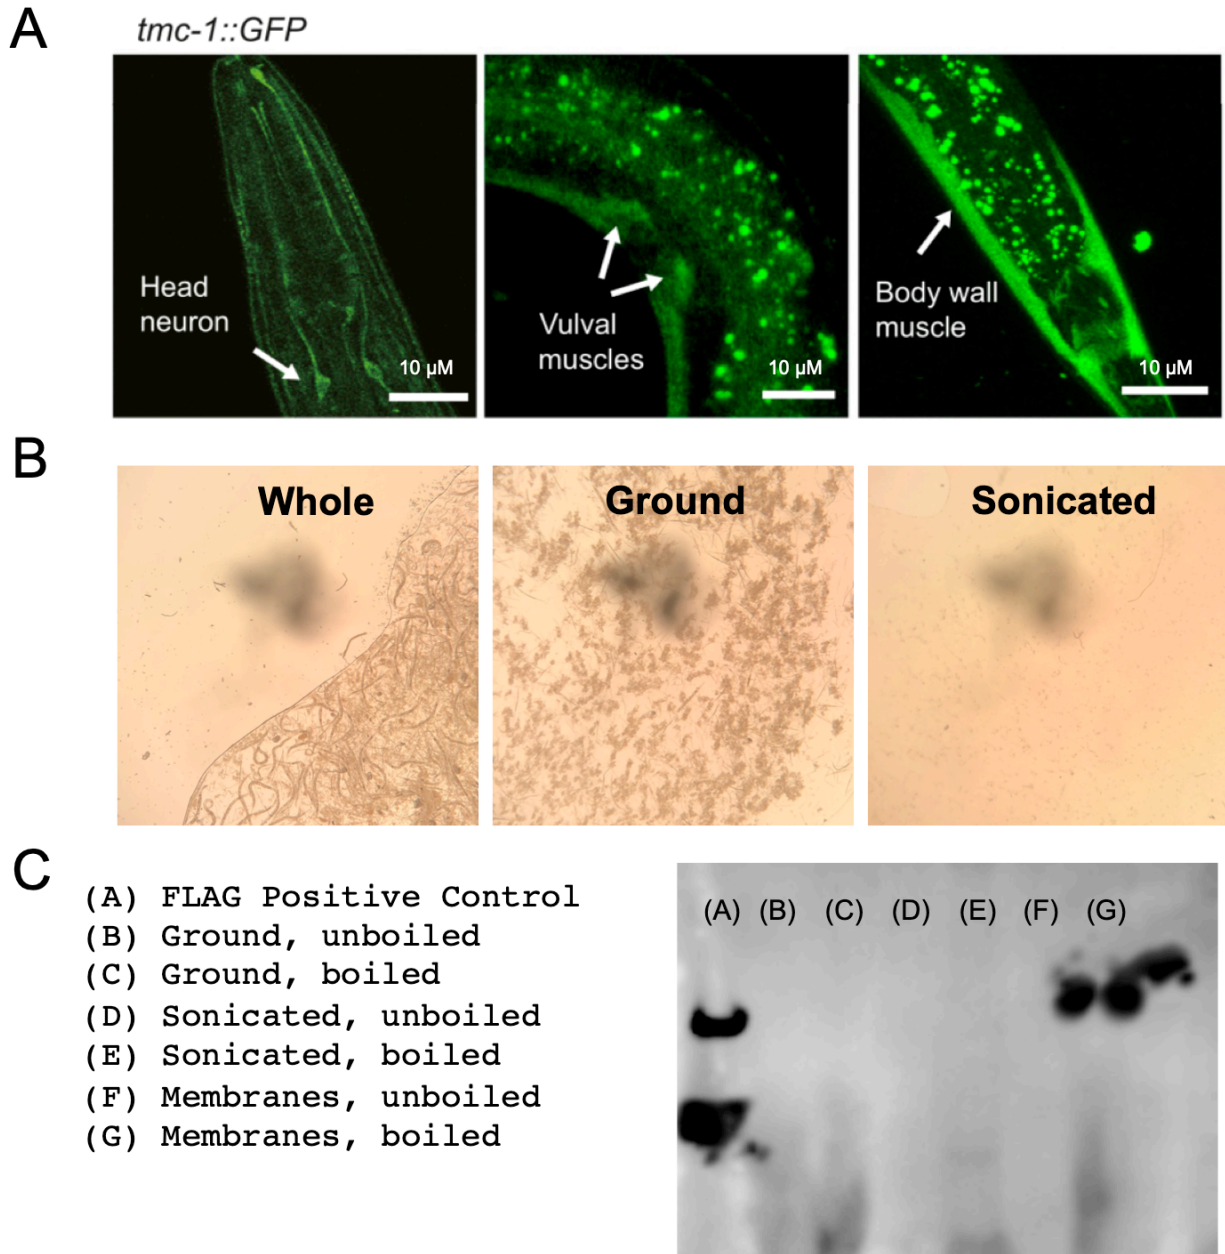 A
tmc-1::GFP
Head
neuron
10 µM
Vulval
muscles
10 µM
Body wall
muscle
10 µM
B
Whole
Ground
Sonicated
C
(A) FLAG Positive Control
(B) Ground, unboiled
(C) Ground, boiled
(D) Sonicated, unboiled
(E) Sonicated, boiled
(F) Membranes, unboiled
(G) Membranes, boiled
(A) (B) (C) (D) (E) (F) (G)